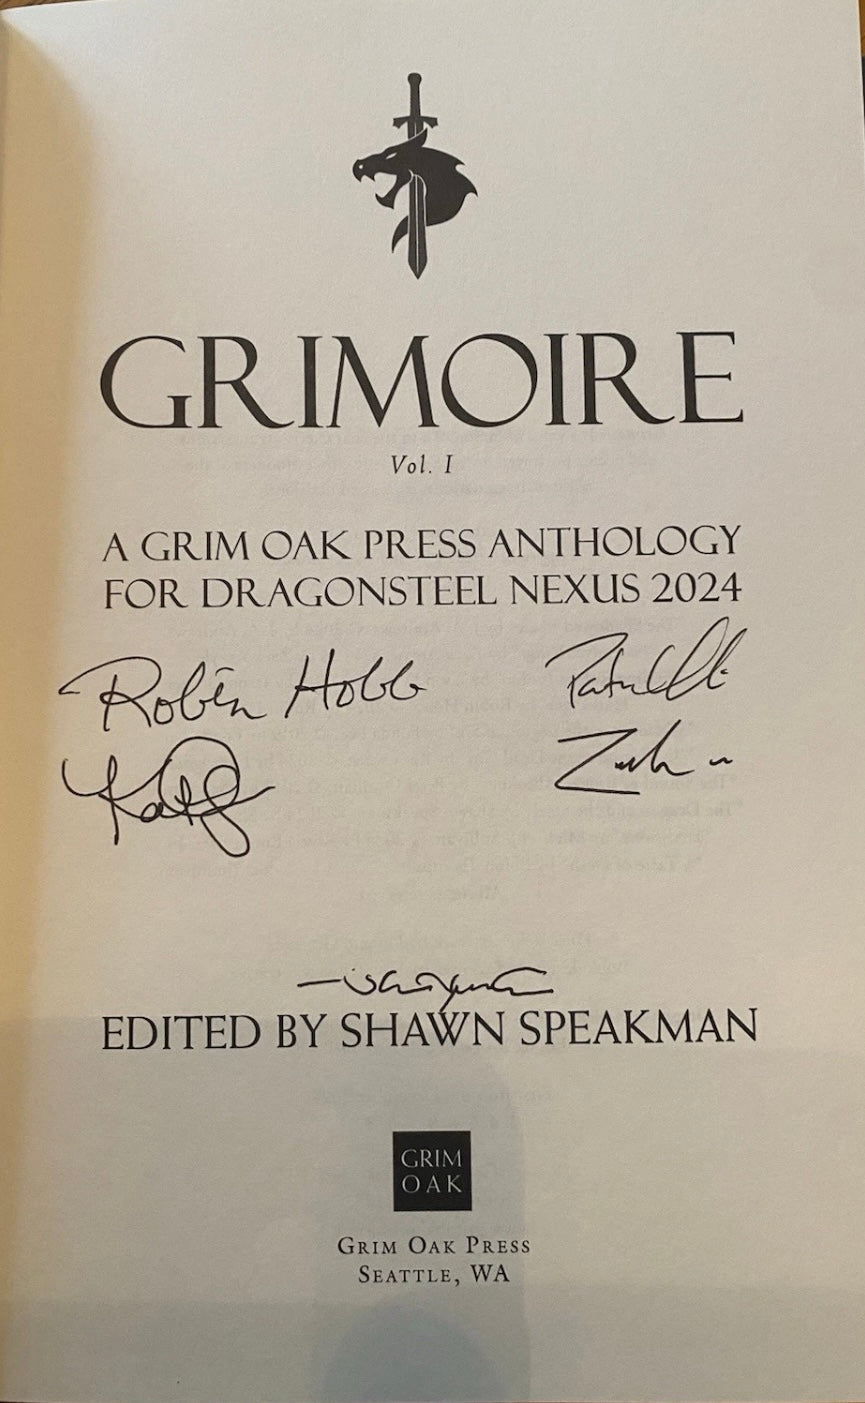 GRIMOIRE
Vol. I
A GRIM OAK PRESS ANTHOLOGY
FOR DRAGONSTEEL NEXUS 2024
Robin Hobb
EDITED BY SHAWN SPEAKMAN
GRIM
OAK
GRIM OAK PRESS
SEATTLE, WA